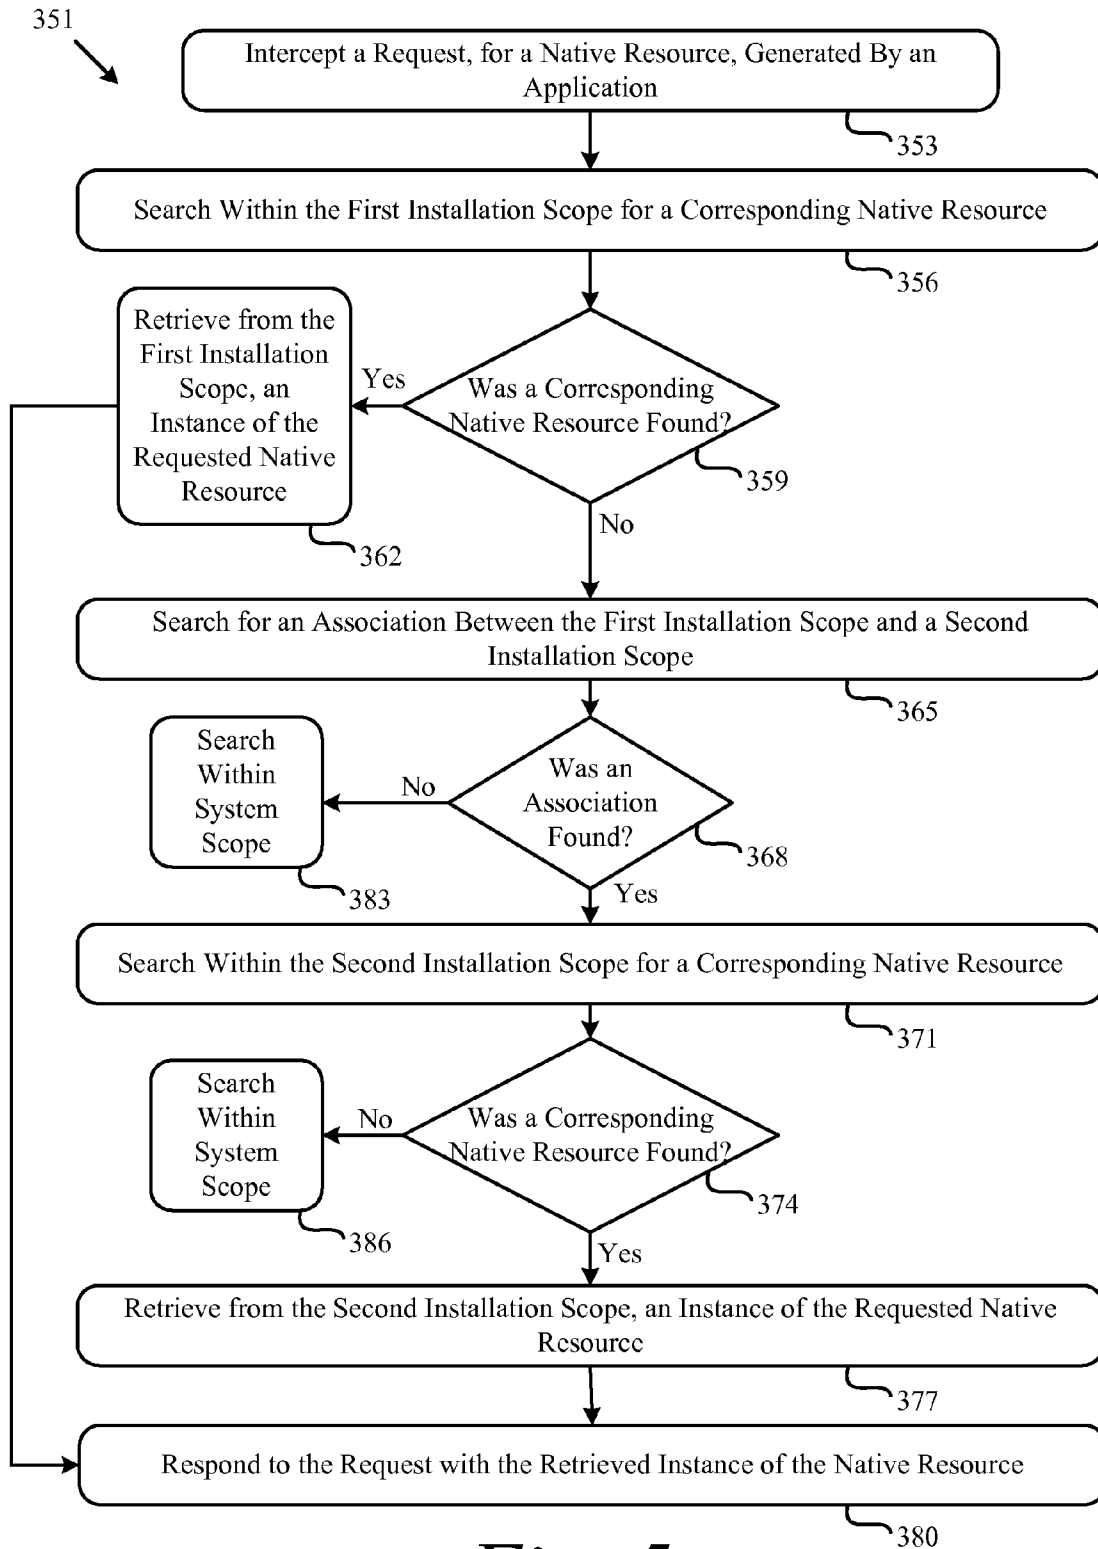 351
Intercept a Request, for a Native Resource, Generated By an
Application
353
Search Within the First Installation Scope for a Corresponding Native Resource
356
Retrieve from the
First Installation
Scope, an
Instance of the
Requested Native
Resource
362
Yes
Was a Corresponding
Native Resource Found?
359
No
Search for an Association Between the First Installation Scope and a Second
Installation Scope
365
Search
Within
System
Scope
383
No
Was an
Association
Found?
368
Yes
Search Within the Second Installation Scope for a Corresponding Native Resource
371
Search
Within
System
Scope
386
No
Was a Corresponding
Native Resource Found?
374
Yes
Retrieve from the Second Installation Scope, an Instance of the Requested Native
Resource
377
Respond to the Request with the Retrieved Instance of the Native Resource
380